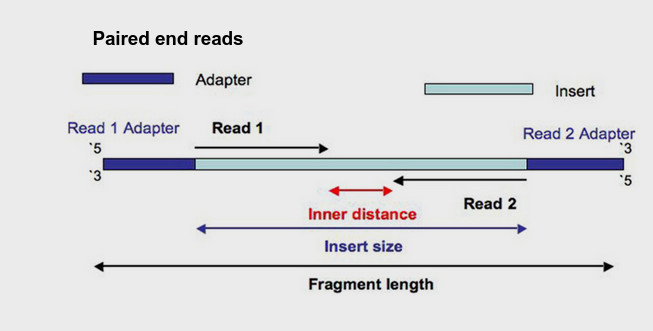 Paired end reads
Adapter
Insert
Read 1 Adapter
Read 1
Read 2 Adapter
`5
`3
`3
`5
Read 2
Inner distance
Insert size
Fragment length